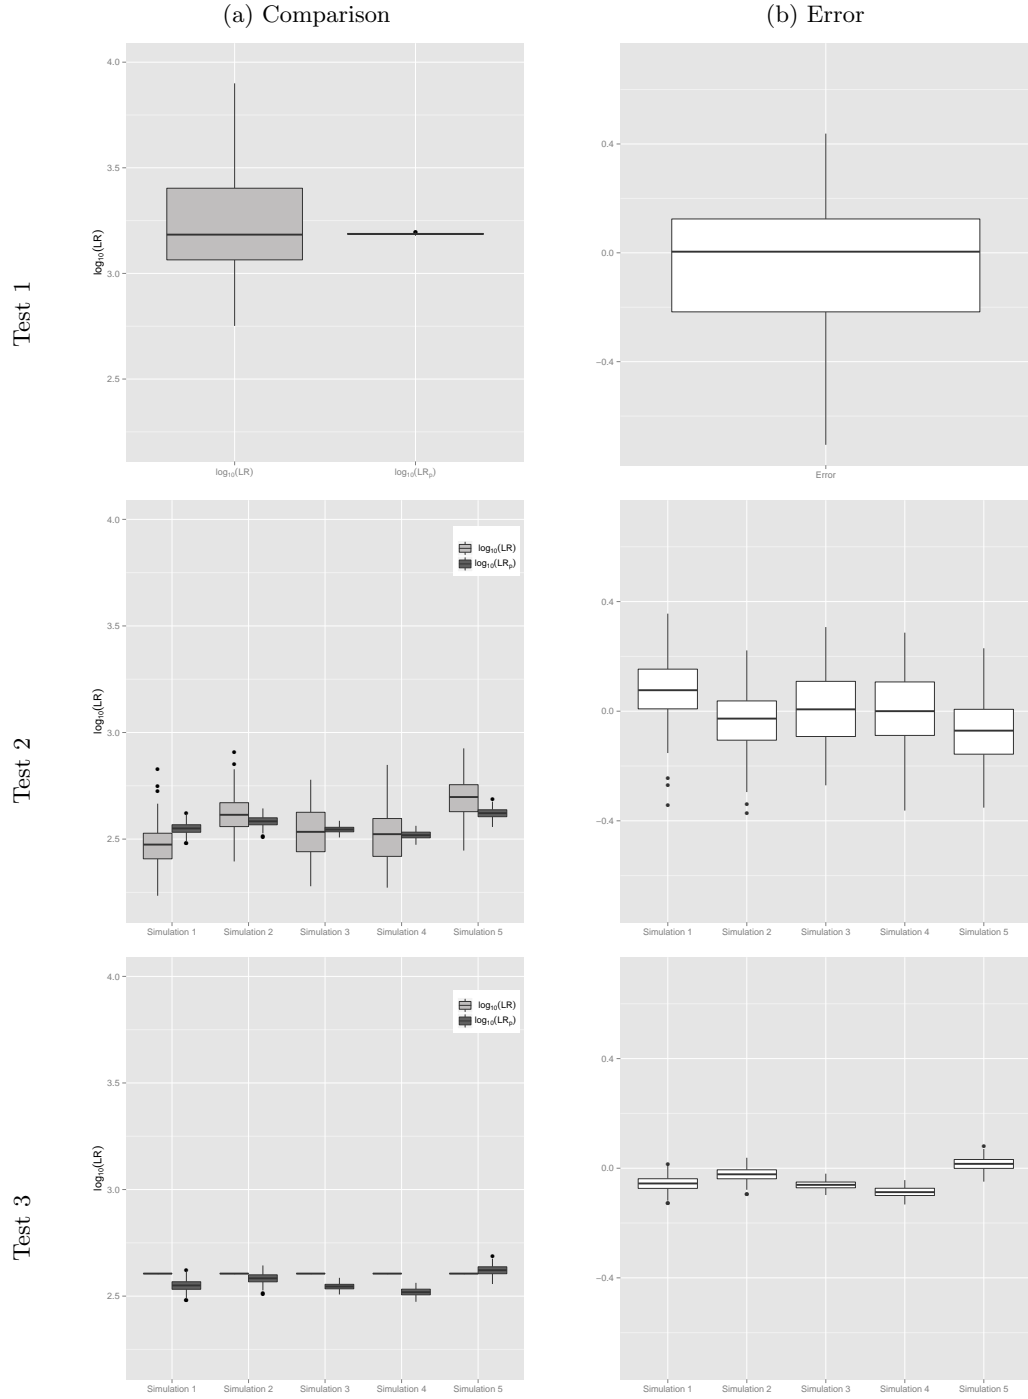 (a) Comparison
(b) Error
Test 1
4.0
3.5
3.0
2.5
log10(LR)
log10(LR)
log10(LRp)
0.4
0.0
−0.4
Error
Test 2
4.0
3.5
3.0
2.5
log10(LR)
log10(LR)
log10(LRp)
Simulation 1 Simulation 2 Simulation 3 Simulation 4 Simulation 5
0.4
0.0
−0.4
Simulation 1 Simulation 2 Simulation 3 Simulation 4 Simulation 5
Test 3
4.0
3.5
3.0
2.5
log10(LR)
log10(LR)
log10(LRp)
Simulation 1 Simulation 2 Simulation 3 Simulation 4 Simulation 5
0.4
0.0
−0.4
Simulation 1 Simulation 2 Simulation 3 Simulation 4 Simulation 5